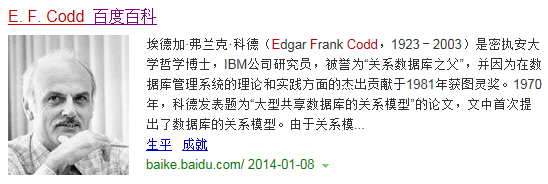 E. F. Codd_百度百科
埃德加·弗兰克·科德（Edgar Frank Codd，1923－2003）是密执安大
学哲学博士，IBM公司研究员，被誉为“关系数据库之父”，并因为在数
据库管理系统的理论和实践方面的杰出贡献于1981年获图灵奖。1970
年，科德发表题为“大型共享数据库的关系模型”的论文，文中首次提
出了数据库的关系模型。由于关系模...
生平 成就
baike.baidu.com/ 2014-01-08